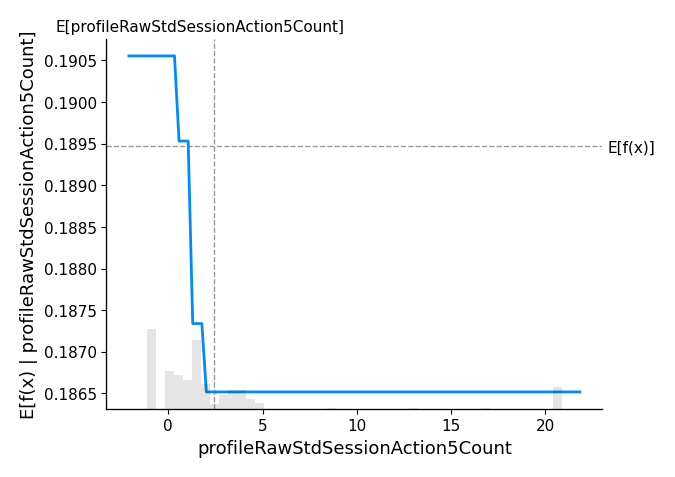 E[profileRawStdSessionAction5Count]
E[f(x) | profileRawStdSessionAction5Count]
0.1905
0.1900
0.1895
0.1890
0.1885
0.1880
0.1875
0.1870
0.1865
E[f(x)]
0 5 10 15 20
profileRawStdSessionAction5Count